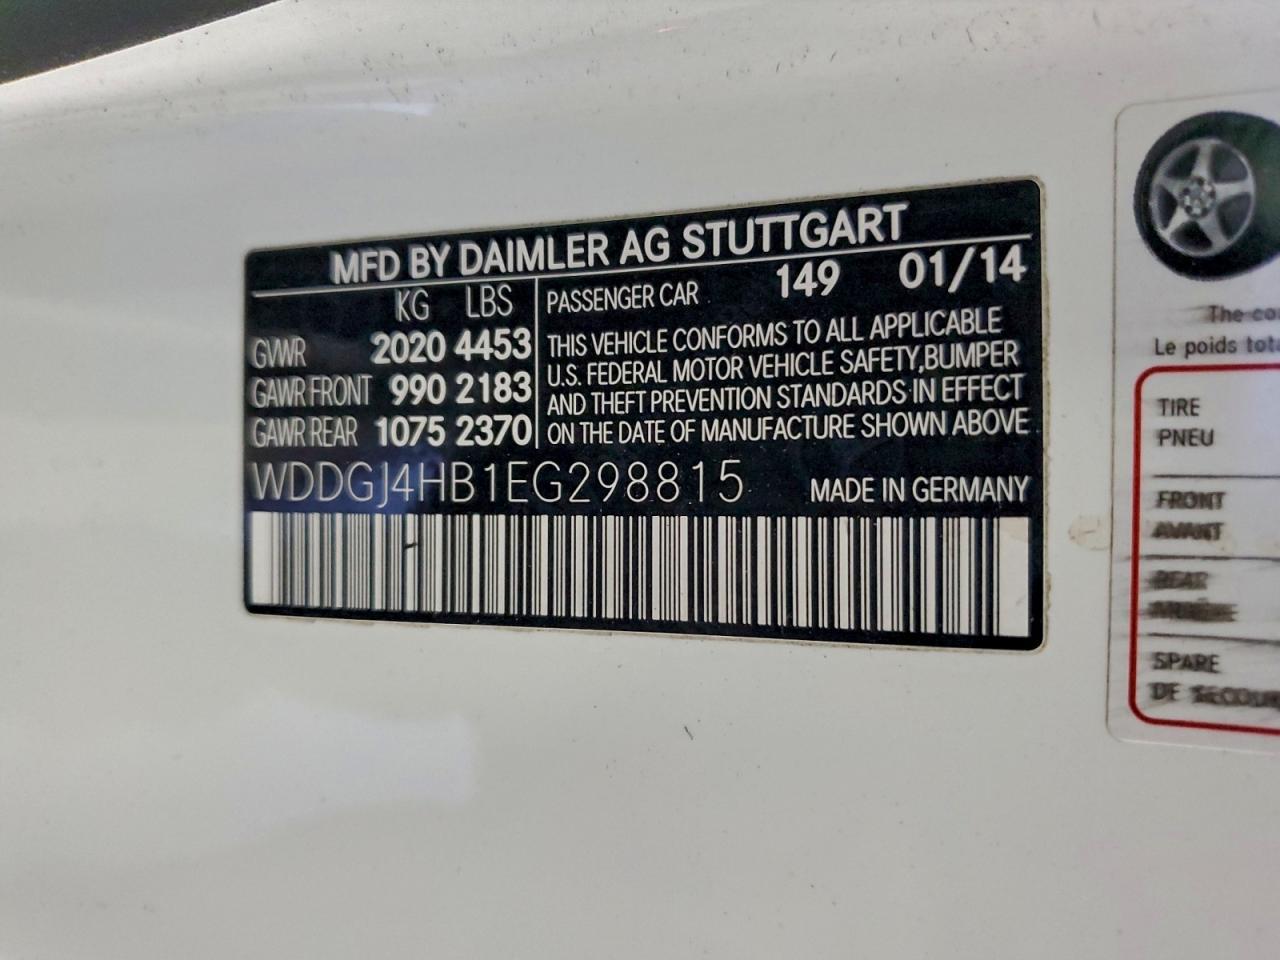 MFD BY DAIMLER AG STUTTGART
KG LBS
GVWR 2020 4453
GAWR FRONT 990 2183
GAWR REAR 1075 2370
PASSENGER CAR 149 01/14
THIS VEHICLE CONFORMS TO ALL APPLICABLE
U.S. FEDERAL MOTOR VEHICLE SAFETY,BUMPER
AND THEFT PREVENTION STANDARDS IN EFFECT
ON THE DATE OF MANUFACTURE SHOWN ABOVE
WDDGJ4HB1EG298815 MADE IN GERMANY
The
Le poids
TIRE
PNEU
FRONT
AVANT
REAR
SPARE
DE